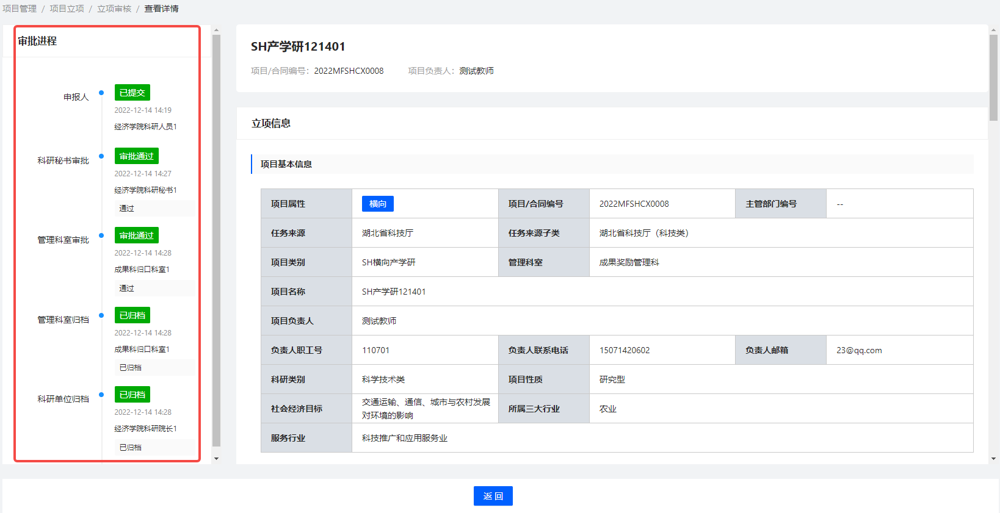 项目管理 / 项目立项 / 立项审核 / 查看详情
审批进程
申报人 已提交
2022-12-14 14:19
经济学院科研人员1
科研秘书审批 审批通过
2022-12-14 14:27
经济学院科研秘书1
通过
管理科室审批 审批通过
2022-12-14 14:28
成果科归口科室1
通过
管理科室归档 已归档
2022-12-14 14:28
成果科归口科室1
已归档
科研单位归档 已归档
2022-12-14 14:28
经济学院科研院长1
已归档
SH产学研121401
项目/合同编号: 2022MFSHCX0008 项目负责人: 测试教师
立项信息
项目基本信息
项目属性 横向 项目/合同编号 2022MFSHCX0008 主管部门编号 --
任务来源 湖北省科技厅 任务来源子类 湖北省科技厅（科技类）
项目类别 SH横向产学研 管理科室 成果奖励管理科
项目名称 SH产学研121401
项目负责人 测试教师
负责人职工号 110701 负责人联系电话 15071420602 负责人邮箱 23@qq.com
科研类别 科学技术类 项目性质 研究型
社会经济目标 交通运输、通信、城市与农村发展
对环境的影响 所属三大行业 农业
服务行业 科技推广和应用服务业
返 回